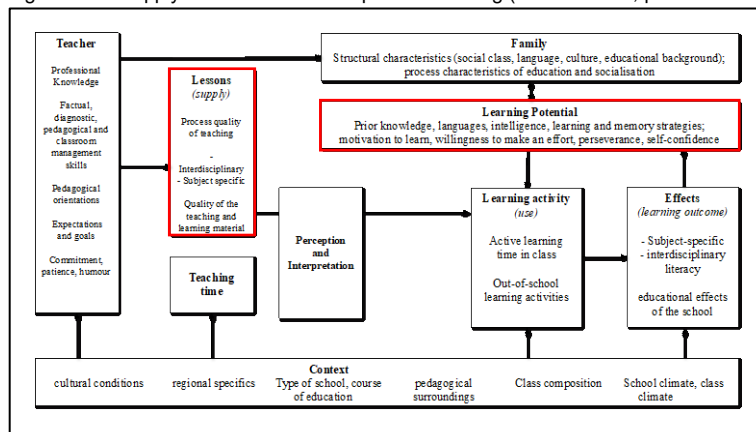 Teacher
Professional
Knowledge
Factual,
diagnostic,
pedagogical and
classroom
management
skills
Pedagogical
orientations
Expectations
and goals
Commitment,
patience, humour
Lessons
(supply)
Process quality
of teaching
-
Interdisciplinary
- Subject specific
Quality of the
teaching and
learning material
Teaching
time
Perception
and
Interpretation
Family
Structural characteristics (social class, language, culture, educational background);
process characteristics of education and socialisation
Learning Potential
Prior knowledge, languages, intelligence, learning and memory strategies;
motivation to learn, willingness to make an effort, perseverance, self-confidence
Learning activity
(use)
Active learning
time in class
Out-of-school
learning activities
Effects
(learning outcome)
- Subject-specific
- interdisciplinary
literacy
educational effects
of the school
Context
cultural conditions
regional specifics
Type of school, course
of education
pedagogical
surroundings
Class composition
School climate, class
climate